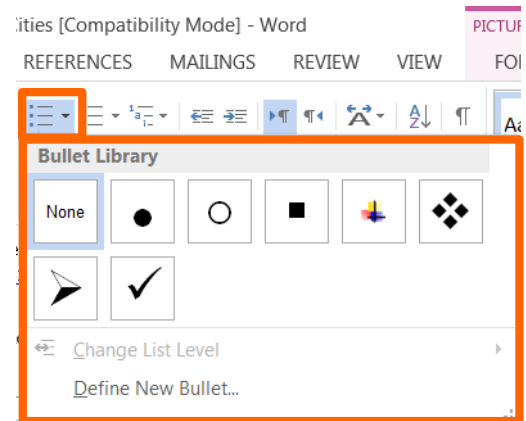 ities [Compatibility Mode] - Word PICTUR
REFERENCES MAILINGS REVIEW VIEW FO
Bullet Library
None
Change List Level
Define New Bullet...